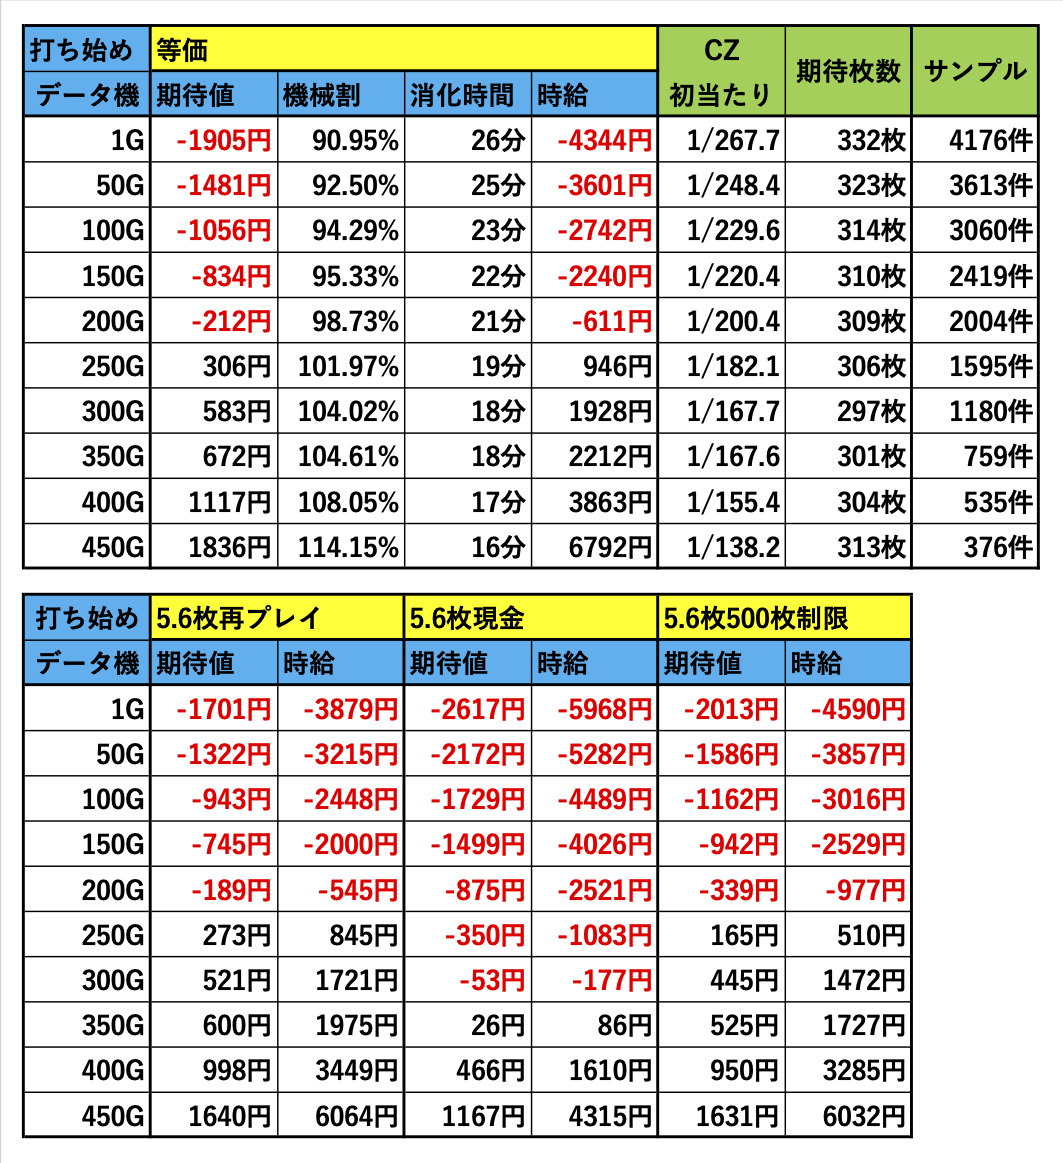 打ち始め 等価 CZ 期待枚数 サンプル
データ機 期待値 機械割 消化時間 時給 初当たり
1G -1905円 90.95% 26分 -4344円 1/267.7 332枚 4176件
50G -1481円 92.50% 25分 -3601円 1/248.4 323枚 3613件
100G -1056円 94.29% 23分 -2742円 1/229.6 314枚 3060件
150G -834円 95.33% 22分 -2240円 1/220.4 310枚 2419件
200G -212円 98.73% 21分 -611円 1/200.4 309枚 2004件
250G 306円 101.97% 19分 946円 1/182.1 306枚 1595件
300G 583円 104.02% 18分 1928円 1/167.7 297枚 1180件
350G 672円 104.61% 18分 2212円 1/167.6 301枚 759件
400G 1117円 108.05% 17分 3863円 1/155.4 304枚 535件
450G 1836円 114.15% 16分 6792円 1/138.2 313枚 376件
打ち始め 5.6枚再プレイ 5.6枚現金 5.6枚500枚制限
データ機 期待値 時給 期待値 時給 期待値 時給
1G -1701円 -3879円 -2617円 -5968円 -2013円 -4590円
50G -1322円 -3215円 -2172円 -5282円 -1586円 -3857円
100G -943円 -2448円 -1729円 -4489円 -1162円 -3016円
150G -745円 -2000円 -1499円 -4026円 -942円 -2529円
200G -189円 -545円 -875円 -2521円 -339円 -977円
250G 273円 845円 -350円 -1083円 165円 510円
300G 521円 1721円 -53円 -177円 445円 1472円
350G 600円 1975円 26円 86円 525円 1727円
400G 998円 3449円 466円 1610円 950円 3285円
450G 1640円 6064円 1167円 4315円 1631円 6032円